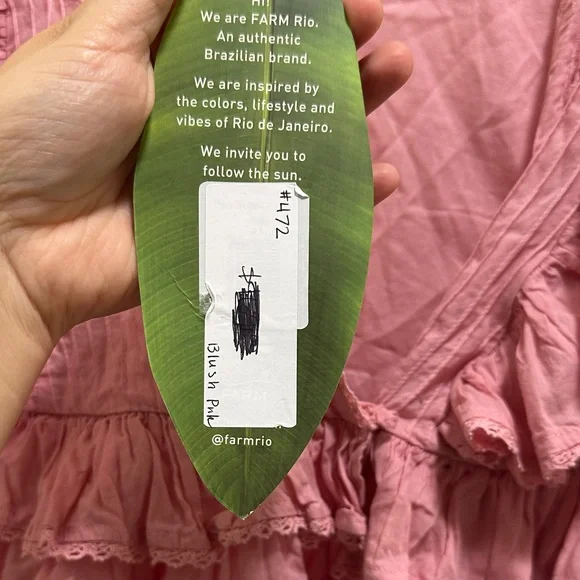 Hi!
We are FARM Rio.
An authentic
Brazilian brand.
We are inspired by
the colors, lifestyle and
vibes of Rio de Janeiro.
We invite you to
follow the sun.
#472
$
Blush Pnk
@farmrio